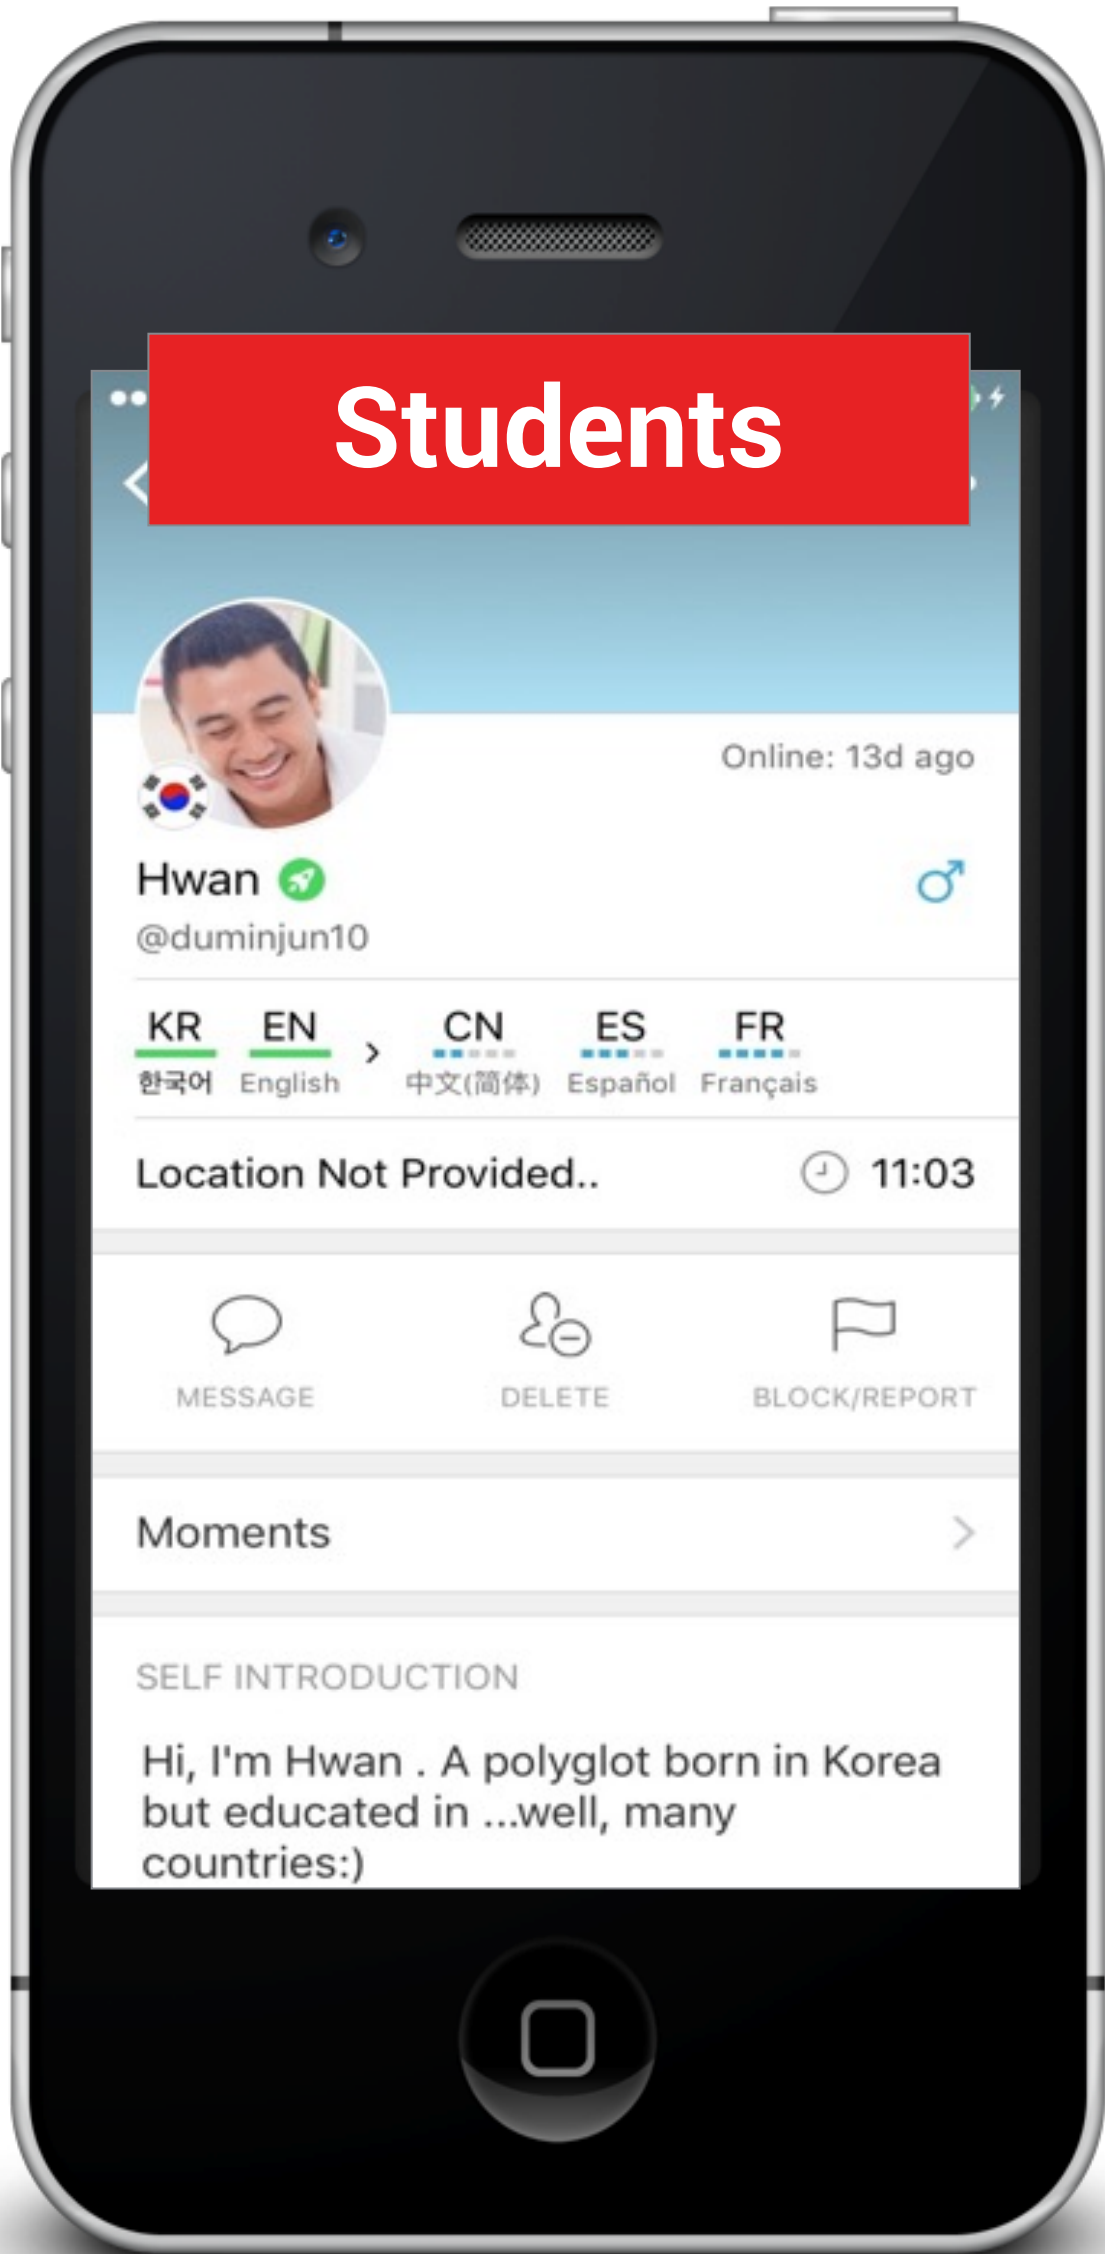 Students
Online: 13d ago
Hwan
@duminjun10
KR EN CN ES FR
한국어 English 中文(简体) Español Français
Location Not Provided.. 11:03
MESSAGE DELETE BLOCK/REPORT
Moments
SELF INTRODUCTION
Hi, I'm Hwan . A polyglot born in Korea
but educated in ...well, many
countries:)